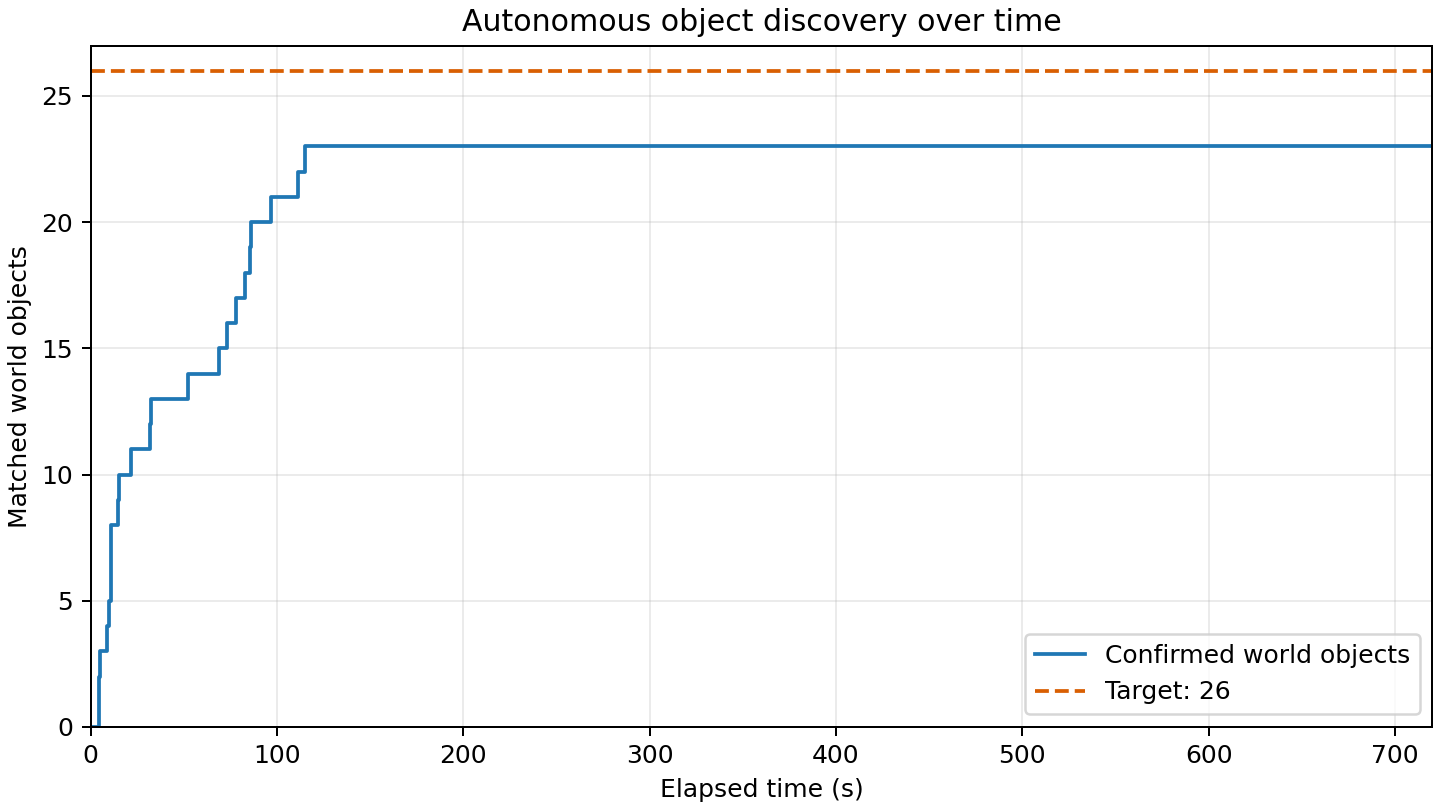 Autonomous object discovery over time
Matched world objects
25
20
15
10
5
0
0 100 200 300 400 500 600 700
Elapsed time (s)
Confirmed world objects
Target: 26